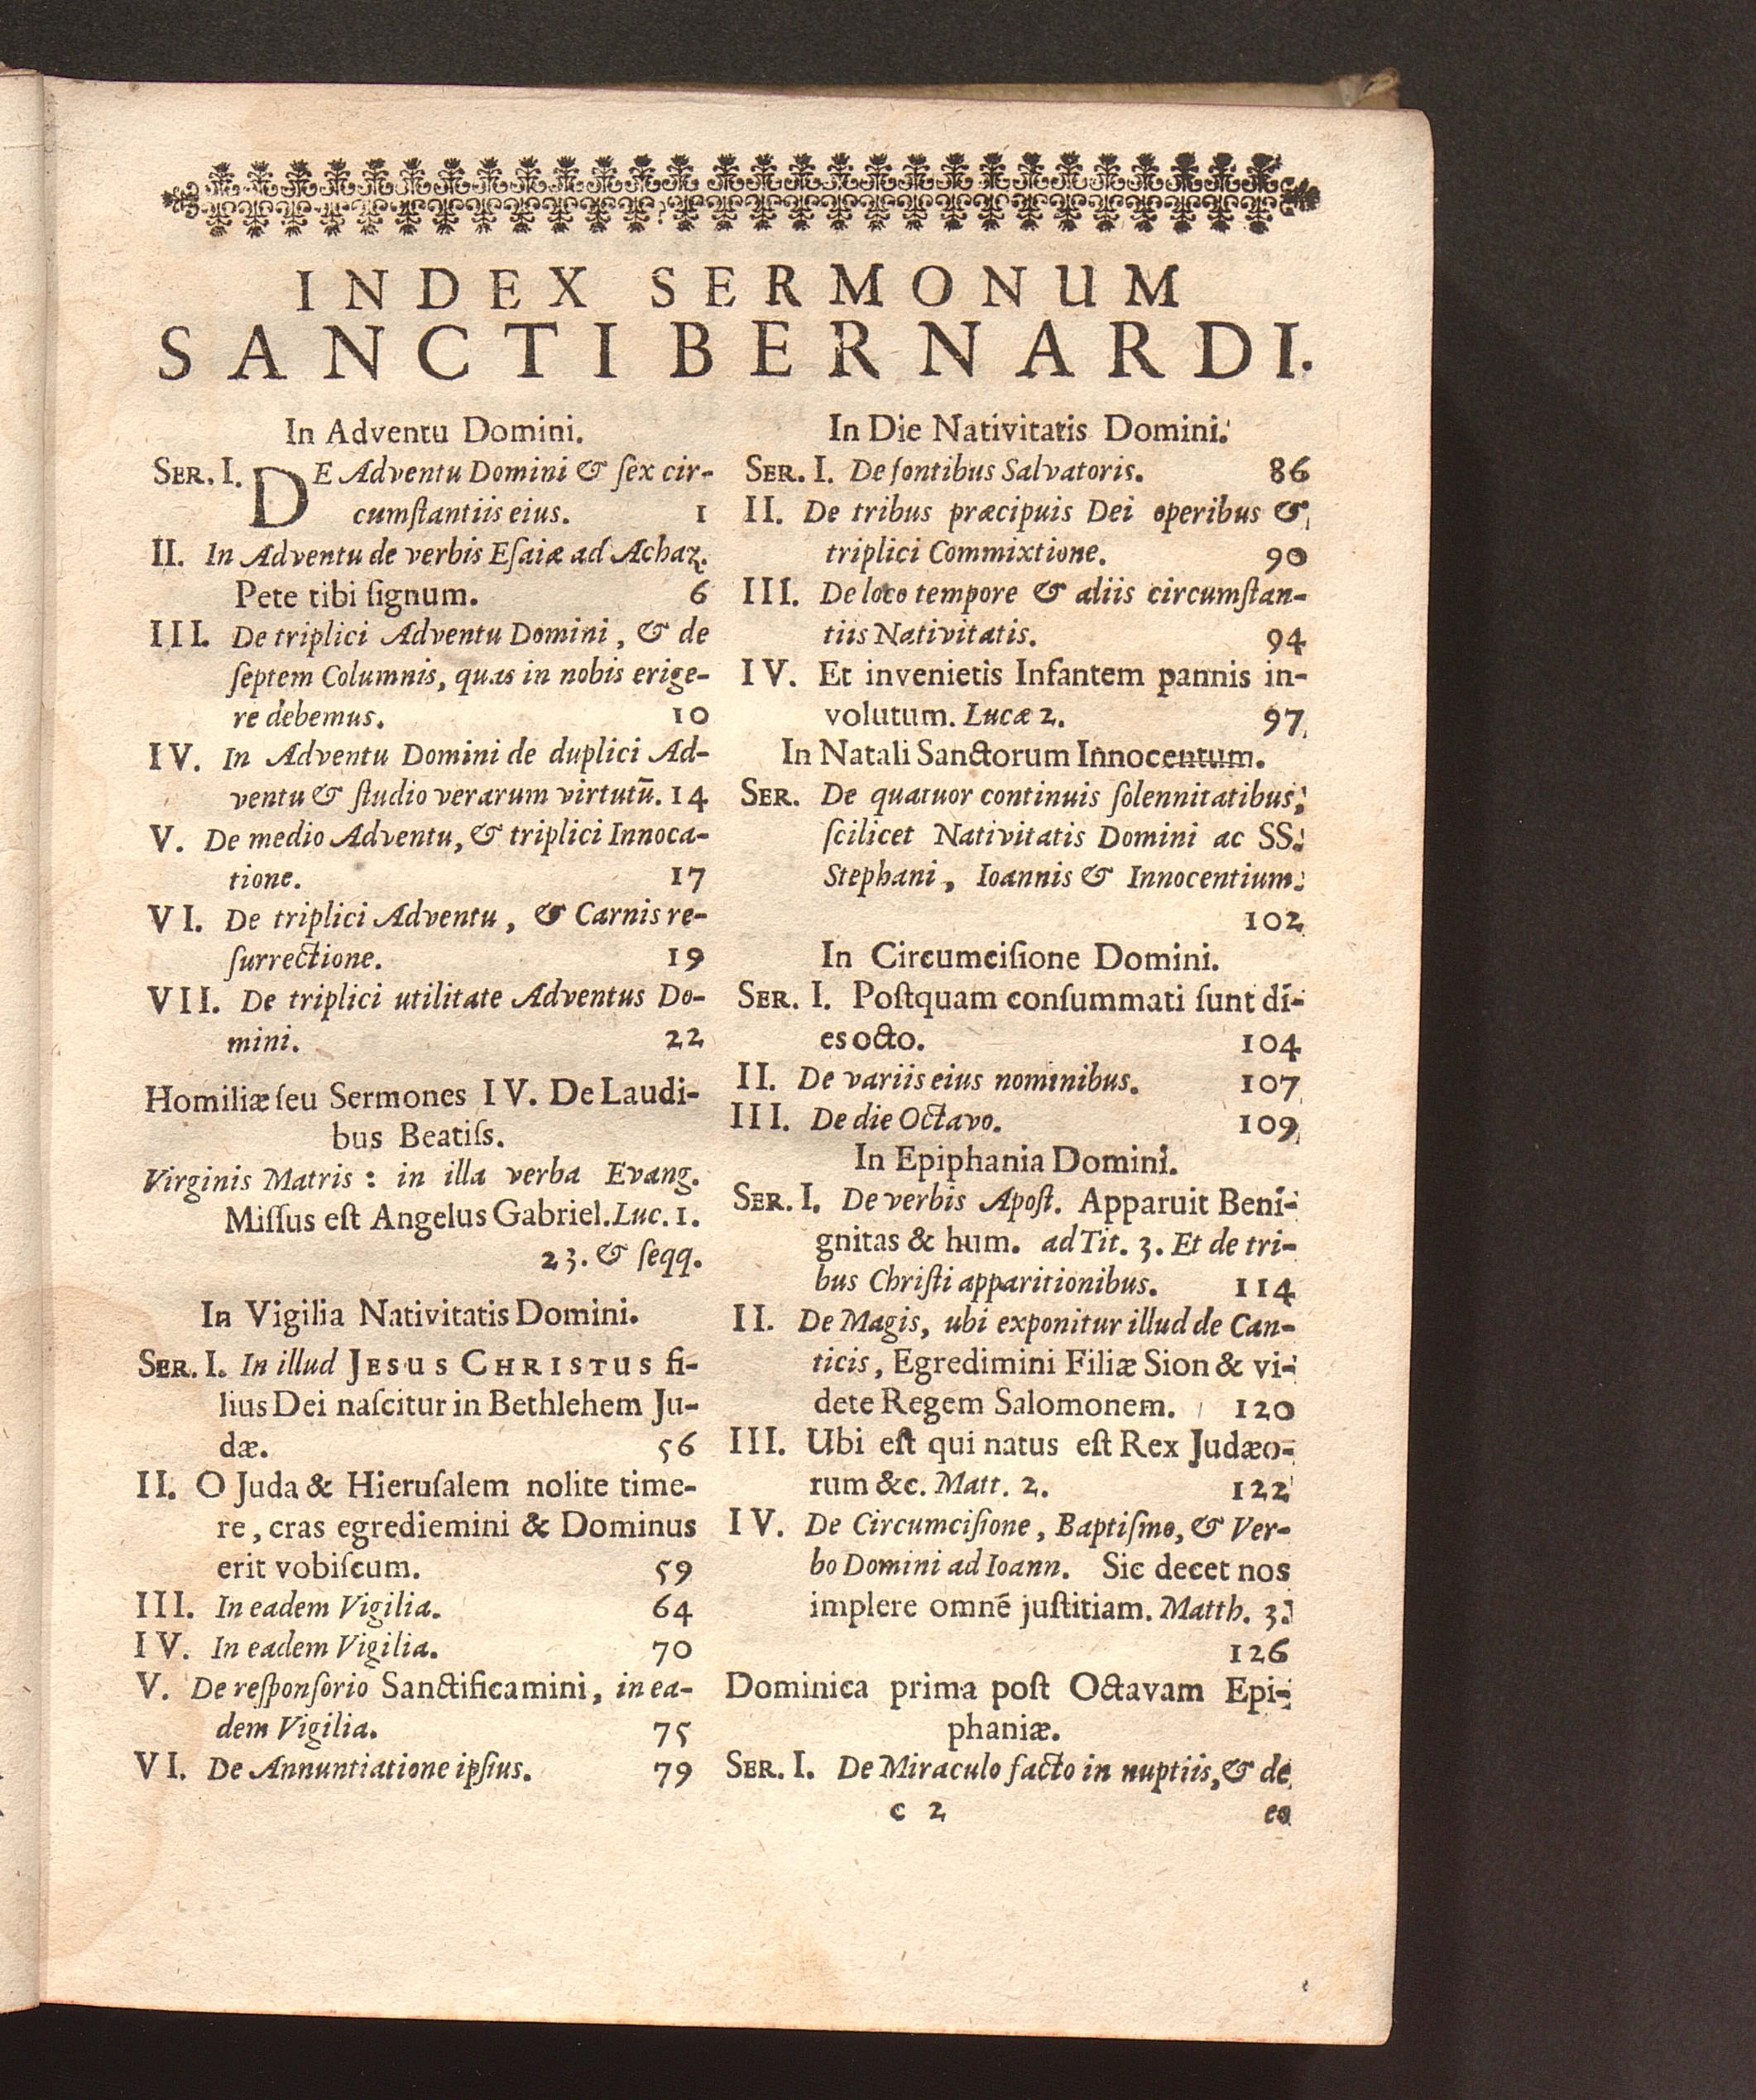 INDEX SERMONUM
SANCTI BERNARDI.
In Adventu Domini.
SER. I. DE Adventu Domini & ſex cir-
cumſtantiis eius. 1
II. In Adventu de verbis Eſaiæ ad Achaz.
Pete tibi ſignum. 6
III. De triplici Adventu Domini, & de
ſeptem Columnis, quas in nobis erige-
re debemus. 10
IV. In Adventu Domini de duplici Ad-
ventu & ſtudio verarum virtutū. 14
V. De medio Adventu, & triplici Innoca-
tione. 17
VI. De triplici Adventu, & Carnis re-
ſurrectione. 19
VII. De triplici utilitate Adventus Do-
mini. 22
Homiliæ ſeu Sermones IV. De Laudi-
bus Beatiſs.
Virginis Matris: in illa verba Evang.
Miſſus eſt Angelus Gabriel. Luc. 1.
23. & ſeqq.
In Vigilia Nativitatis Domini.
SER. I. In illud JESUS CHRISTUS fi-
lius Dei naſcitur in Bethlehem Ju-
dæ. 56
II. O Juda & Hieruſalem nolite time-
re, cras egrediemini & Dominus
erit vobiſcum. 59
III. In eadem Vigilia. 64
IV. In eadem Vigilia. 70
V. De reſponſorio Sanctificamini, in ea-
dem Vigilia. 75
VI. De Annuntiatione ipſius. 79
In Die Nativitatis Domini.
SER. I. De fontibus Salvatoris. 86
II. De tribus præcipuis Dei operibus &
triplici Commixtione. 90
III. De loco tempore & aliis circumſtan-
tiis Nativitatis. 94
IV. Et invenietis Infantem pannis in-
volutum. Lucæ 2. 97
In Natali Sanctorum Innocentum.
SER. De quatuor continuis ſolennitatibus,
ſcilicet Nativitatis Domini ac SS.
Stephani, Ioannis & Innocentium.
102
In Circumciſione Domini.
SER. I. Poſtquam conſummati ſunt di-
es octo. 104
II. De variis eius nominibus. 107
III. De die Octavo. 109
In Epiphania Domini.
SER. I. De verbis Apoſt. Apparuit Beni-
gnitas & hum. ad Tit. 3. Et de tri-
bus Chriſti apparitionibus. 114
II. De Magis, ubi exponitur illud de Can-
ticis, Egredimini Filiæ Sion & vi-
dete Regem Salomonem. 120
III. Ubi eſt qui natus eſt Rex Judæo-
rum &c. Matt. 2. 122
IV. De Circumciſione, Baptiſmo, & Ver-
bo Domini ad Ioann. Sic decet nos
implere omnē juſtitiam. Matth. 3.
126
Dominica prima poſt Octavam Epi-
phaniæ.
SER. I. De Miraculo facto in nuptiis, & de
c 2 eo